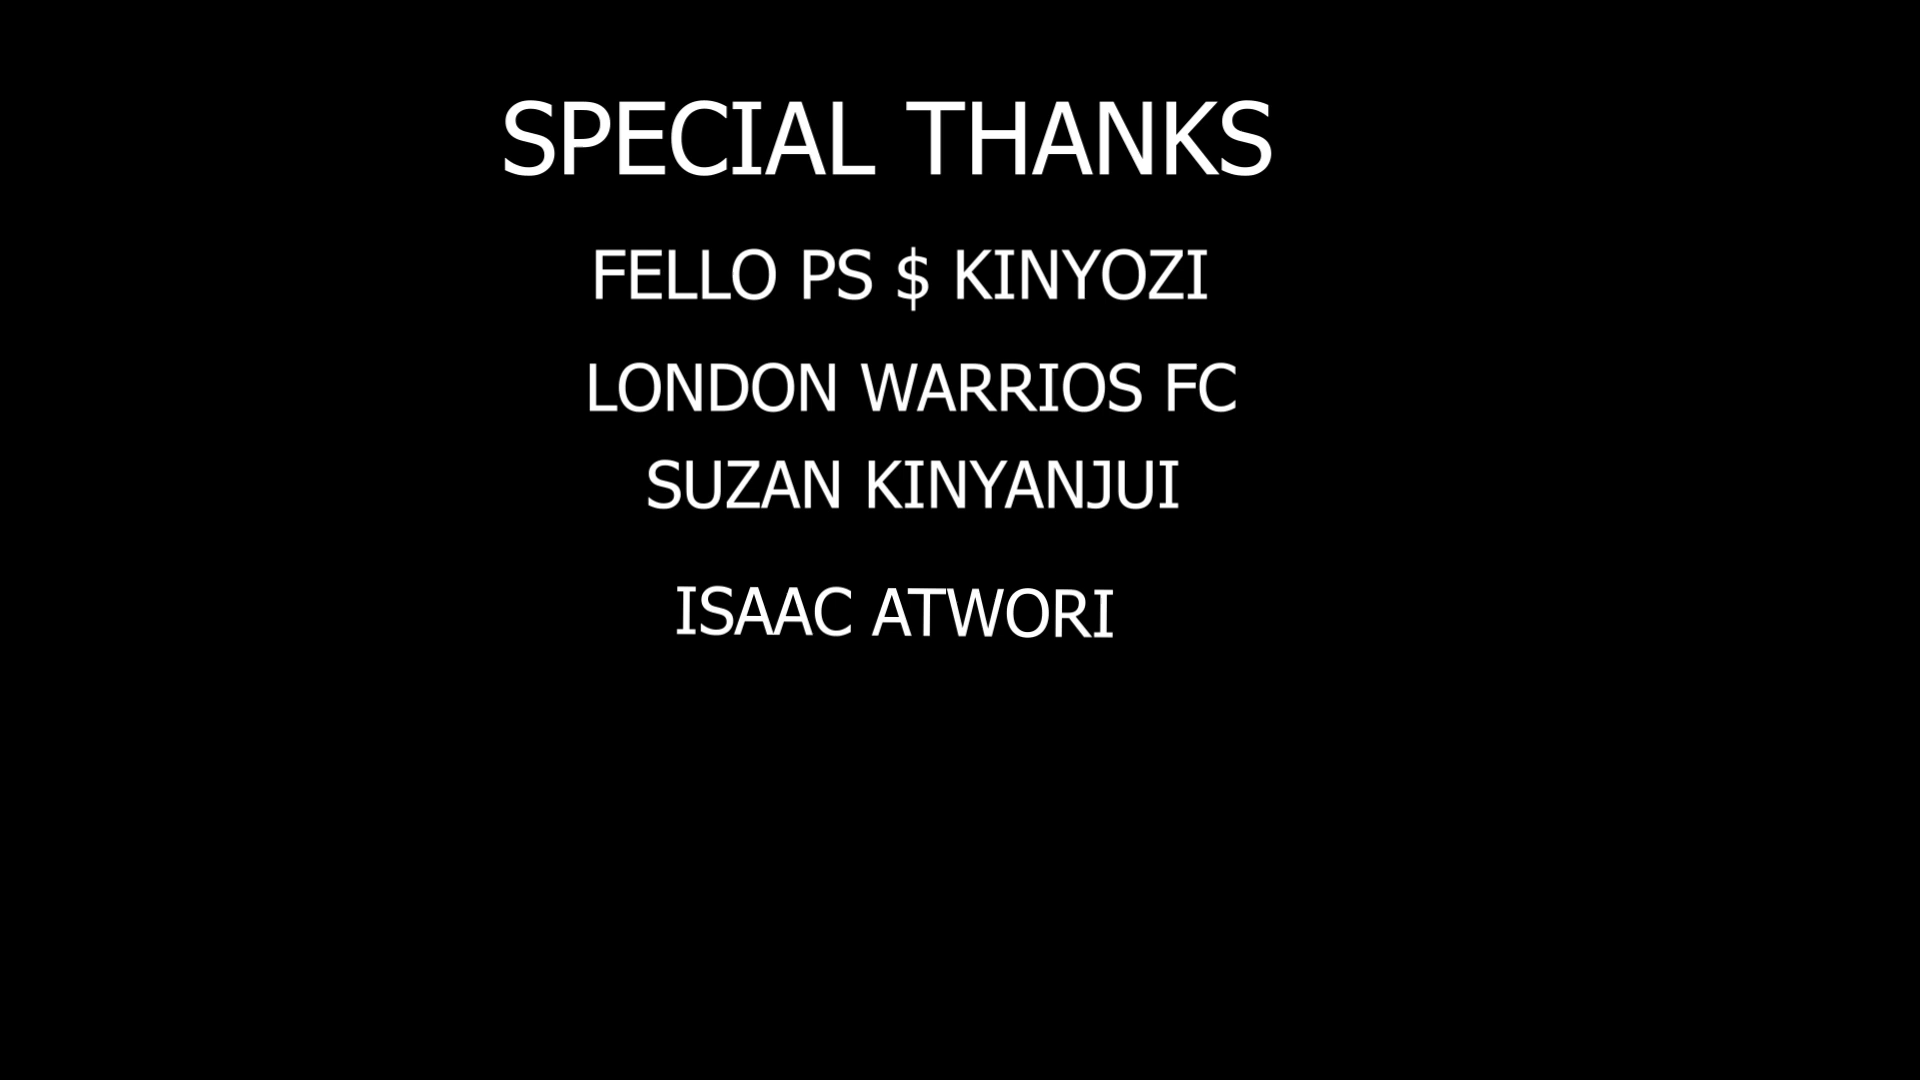 SPECIAL THANKS
FELLO PS $ KINYOZI
LONDON WARRIOS FC
SUZAN KINYANJUI
ISAAC ATWORI